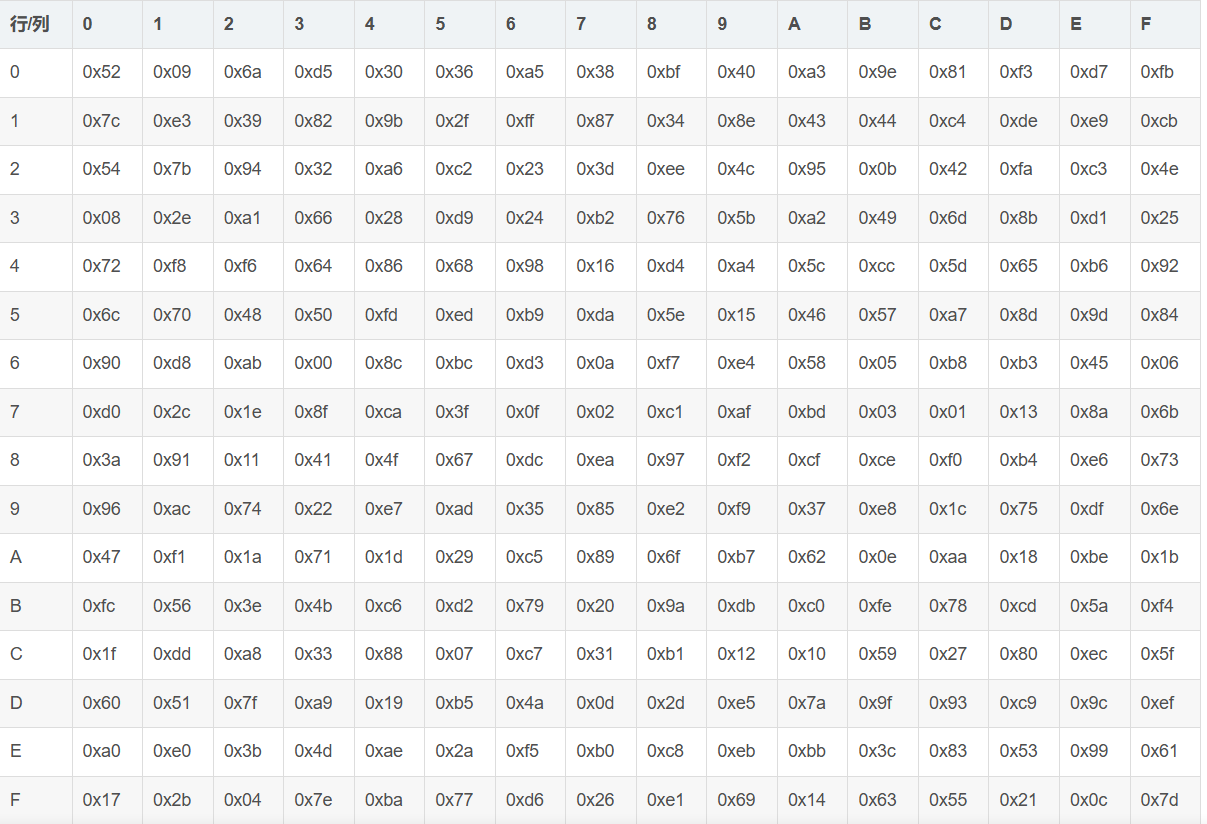 行/列 0 1 2 3 4 5 6 7 8 9 A B C D E F
0 0x52 0x09 0x6a 0xd5 0x30 0x36 0xa5 0x38 0xbf 0x40 0xa3 0x9e 0x81 0xf3 0xd7 0xfb
1 0x7c 0xe3 0x39 0x82 0x9b 0x2f 0xff 0x87 0x34 0x8e 0x43 0x44 0xc4 0xde 0xe9 0xcb
2 0x54 0x7b 0x94 0x32 0xa6 0xc2 0x23 0x3d 0xee 0x4c 0x95 0x0b 0x42 0xfa 0xc3 0x4e
3 0x08 0x2e 0xa1 0x66 0x28 0xd9 0x24 0xb2 0x76 0x5b 0xa2 0x49 0x6d 0x8b 0xd1 0x25
4 0x72 0xf8 0xf6 0x64 0x86 0x68 0x98 0x16 0xd4 0xa4 0x5c 0xcc 0x5d 0x65 0xb6 0x92
5 0x6c 0x70 0x48 0x50 0xfd 0xed 0xb9 0xda 0x5e 0x15 0x46 0x57 0xa7 0x8d 0x9d 0x84
6 0x90 0xd8 0xab 0x00 0x8c 0xbc 0xd3 0x0a 0xf7 0xe4 0x58 0x05 0xb8 0xb3 0x45 0x06
7 0xd0 0x2c 0x1e 0x8f 0xca 0x3f 0x0f 0x02 0xc1 0xaf 0xbd 0x03 0x01 0x13 0x8a 0x6b
8 0x3a 0x91 0x11 0x41 0x4f 0x67 0xdc 0xea 0x97 0xf2 0xcf 0xce 0xf0 0xb4 0xe6 0x73
9 0x96 0xac 0x74 0x22 0xe7 0xad 0x35 0x85 0xe2 0xf9 0x37 0xe8 0x1c 0x75 0xdf 0x6e
A 0x47 0xf1 0x1a 0x71 0x1d 0x29 0xc5 0x89 0x6f 0xb7 0x62 0x0e 0xaa 0x18 0xbe 0x1b
B 0xfc 0x56 0x3e 0x4b 0xc6 0xd2 0x79 0x20 0x9a 0xdb 0xc0 0xfe 0x78 0xcd 0x5a 0xf4
C 0x1f 0xdd 0xa8 0x33 0x88 0x07 0xc7 0x31 0xb1 0x12 0x10 0x59 0x27 0x80 0xec 0x5f
D 0x60 0x51 0x7f 0xa9 0x19 0xb5 0x4a 0x0d 0x2d 0xe5 0x7a 0x9f 0x93 0xc9 0x9c 0xef
E 0xa0 0xe0 0x3b 0x4d 0xae 0x2a 0xf5 0xb0 0xc8 0xeb 0xbb 0x3c 0x83 0x53 0x99 0x61
F 0x17 0x2b 0x04 0x7e 0xba 0x77 0xd6 0x26 0xe1 0x69 0x14 0x63 0x55 0x21 0x0c 0x7d